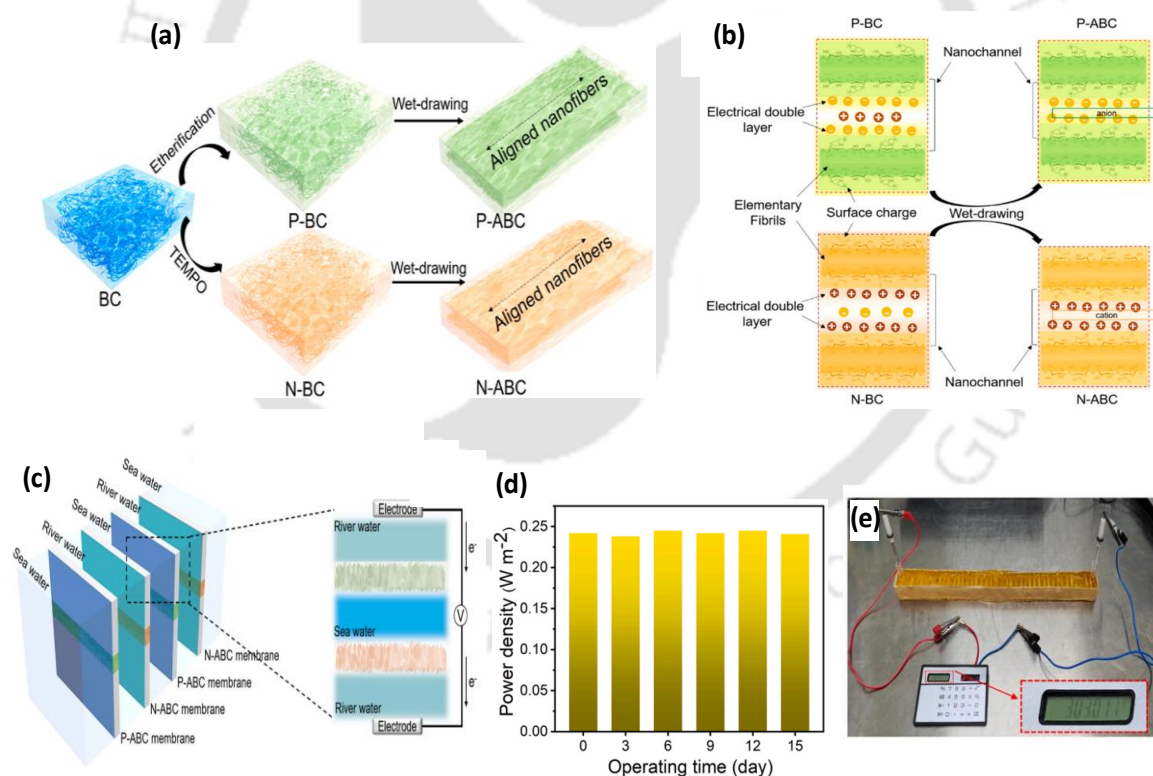 (a)
Etherification
TEMPO
BC
P-BC
Wet-drawing
Aligned nanofibers
P-ABC
N-BC
Wet-drawing
Aligned nanofibers
N-ABC
(b)
P-BC
P-ABC
Nanochannel
Electrical double
layer
anion
Elementary
Fibrils
Surface charge
Wet-drawing
Electrical double
layer
cation
Nanochannel
N-BC
N-ABC
(c)
Sea water
River water
Sea water
River water
Sea water
N-ABC membrane
P-ABC membrane
N-ABC membrane
P-ABC membrane
Electrode
River water
e-
V
Sea water
e-
River water
Electrode
(d)
Power density (W m-2)
0.25
0.20
0.15
0.10
0.05
0.00
0 3 6 9 12 15
Operating time (day)
(e)